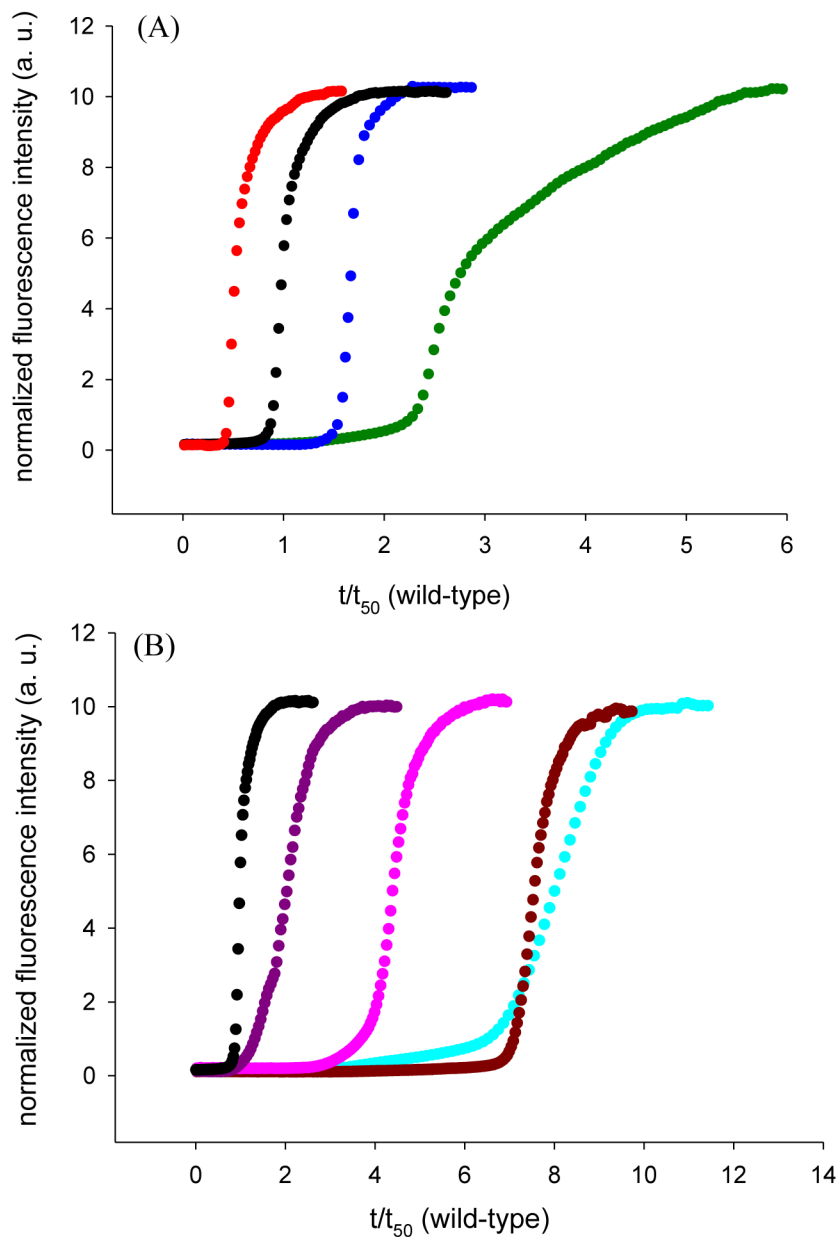 (A)
12
10
8
6
4
2
0
normalized fluorescence intensity (a. u.)
0 1 2 3 4 5 6
t/t50 (wild-type)
(B)
12
10
8
6
4
2
0
normalized fluorescence intensity (a. u.)
0 2 4 6 8 10 12 14
t/t50 (wild-type)